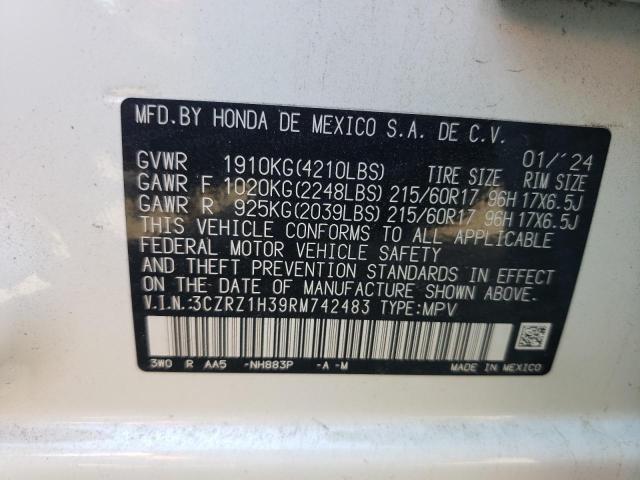 MFD.BY HONDA DE MEXICO S.A. DE C.V.
01/'24
GVWR 1910KG(4210LBS) TIRE SIZE RIM SIZE
GAWR F 1020KG(2248LBS) 215/60R17 96H 17X6.5J
GAWR R 925KG(2039LBS) 215/60R17 96H 17X6.5J
THIS VEHICLE CONFORMS TO ALL APPLICABLE
FEDERAL MOTOR VEHICLE SAFETY
AND THEFT PREVENTION STANDARDS IN EFFECT
ON THE DATE OF MANUFACTURE SHOWN ABOVE.
V.I.N.:3CZRZ1H39RM742483 TYPE:MPV
3W0 R AA5 -NH883P -A -M MADE IN MEXICO